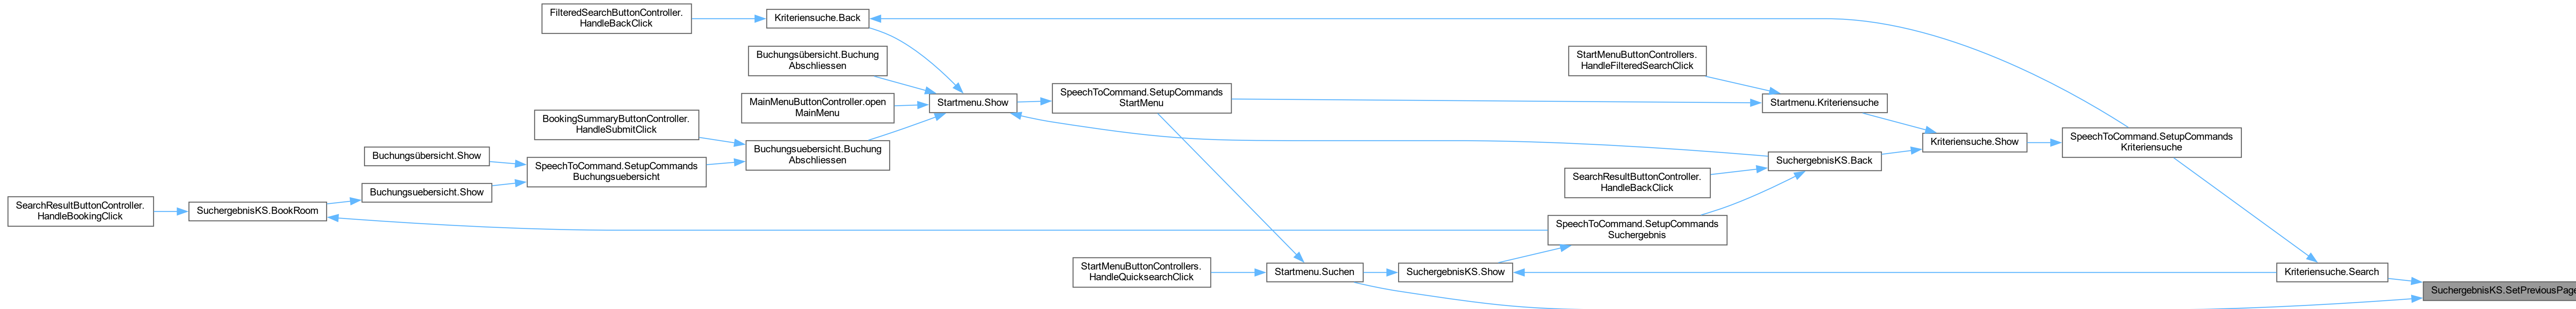 FilteredSearchButtonController.
HandleBackClick
Kriteriensuche.Back
Buchungsübersicht.Buchung
Abschliessen
StartMenuButtonControllers.
HandleFilteredSearchClick
MainMenuButtonController.open
MainMenu
Startmenu.Show
SpeechToCommand.SetupCommands
StartMenu
Startmenu.Kriteriensuche
BookingSummaryButtonController.
HandleSubmitClick
Buchungsuebersicht.Buchung
Abschliessen
Kriteriensuche.Show
SpeechToCommand.SetupCommands
Kriteriensuche
Buchungsübersicht.Show
SpeechToCommand.SetupCommands
Buchungsuebersicht
SuchergebnisKS.Back
SearchResultButtonController.
HandleBackClick
Buchungsuebersicht.Show
SearchResultButtonController.
HandleBookingClick
SuchergebnisKS.BookRoom
SpeechToCommand.SetupCommands
Suchergebnis
StartMenuButtonControllers.
HandleQuicksearchClick
Startmenu.Suchen
SuchergebnisKS.Show
Kriteriensuche.Search
SuchergebnisKS.SetPreviousPage